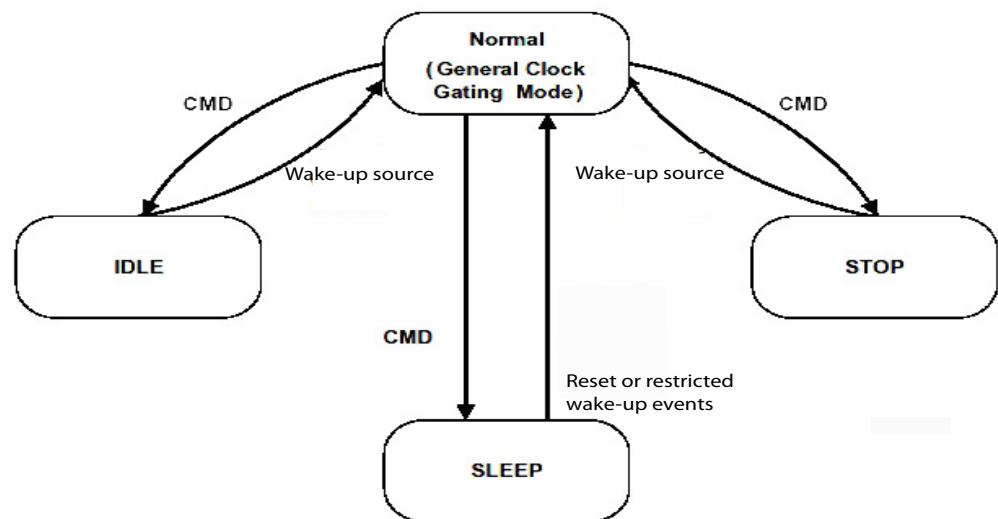 Normal
(General Clock
Gating Mode)
CMD
CMD
Wake-up source
Wake-up source
IDLE
STOP
CMD
Reset or restricted
wake-up events
SLEEP